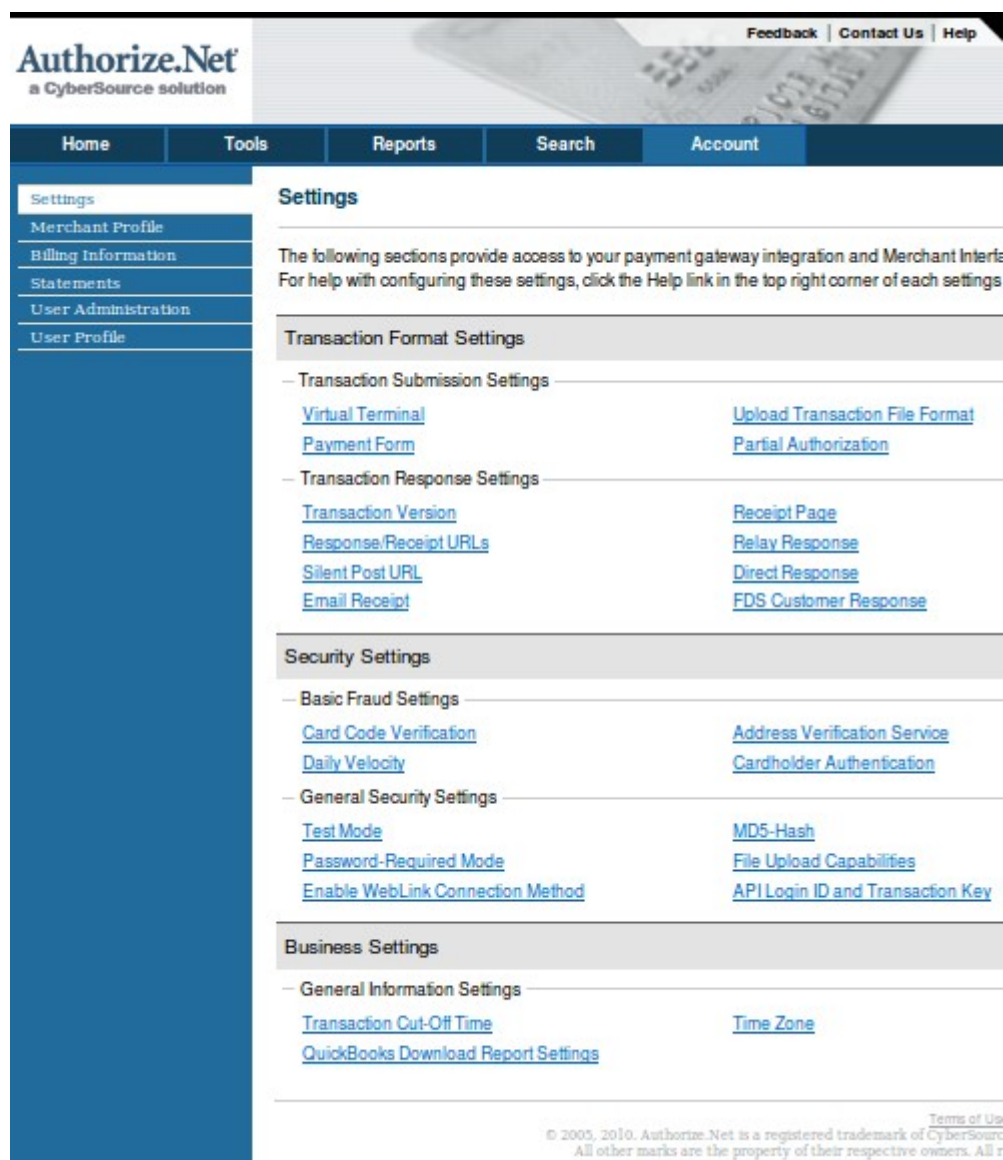 Feedback | Contact Us | Help
Authorize.Net
a CyberSource solution
Home Tools Reports Search Account
Settings
Merchant Profile
Billing Information
Statements
User Administration
User Profile
Settings
The following sections provide access to your payment gateway integration and Merchant Interfa
For help with configuring these settings, click the Help link in the top right corner of each settings
Transaction Format Settings
Transaction Submission Settings
Virtual Terminal Upload Transaction File Format
Payment Form Partial Authorization
Transaction Response Settings
Transaction Version Receipt Page
Response/Receipt URLs Relay Response
Silent Post URL Direct Response
Email Receipt FDS Customer Response
Security Settings
Basic Fraud Settings
Card Code Verification Address Verification Service
Daily Velocity Cardholder Authentication
General Security Settings
Test Mode MD5-Hash
Password-Required Mode File Upload Capabilities
Enable WebLink Connection Method API Login ID and Transaction Key
Business Settings
General Information Settings
Transaction Cut-Off Time Time Zone
QuickBooks Download Report Settings
Terms of Use
© 2005, 2010. Authorize.Net is a registered trademark of CyberSourc
All other marks are the property of their respective owners. All r